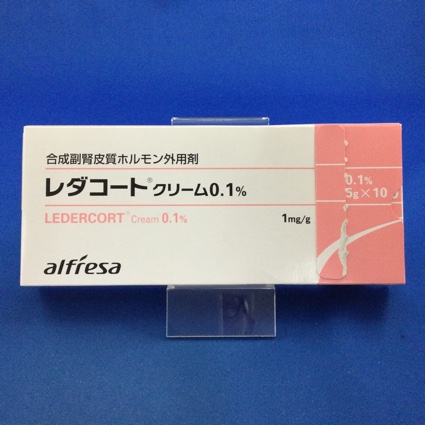 合成副腎皮質ホルモン外用剤
レダコート®クリーム0.1%
LEDERCORT® Cream 0.1%
1mg/g
0.1%
5g×10
alfresa